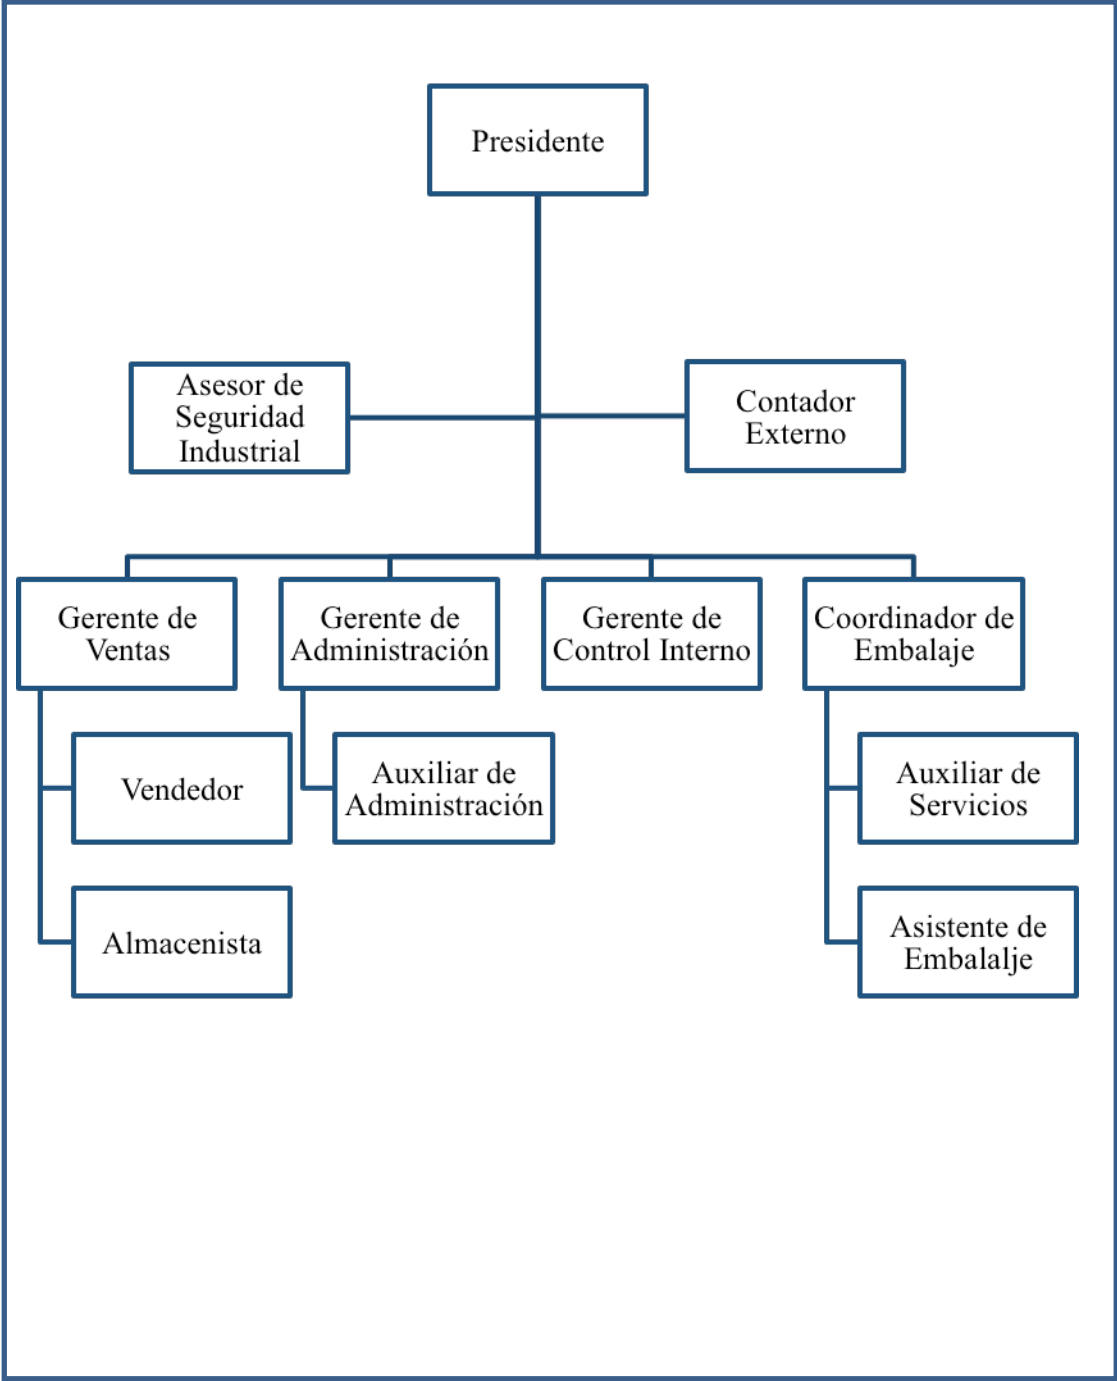 Presidente
Asesor de
Seguridad
Industrial
Contador
Externo
Gerente de
Ventas
Gerente de
Administración
Gerente de
Control Interno
Coordinador de
Embalaje
Vendedor
Auxiliar de
Administración
Auxiliar de
Servicios
Almacenista
Asistente de
Embalalje